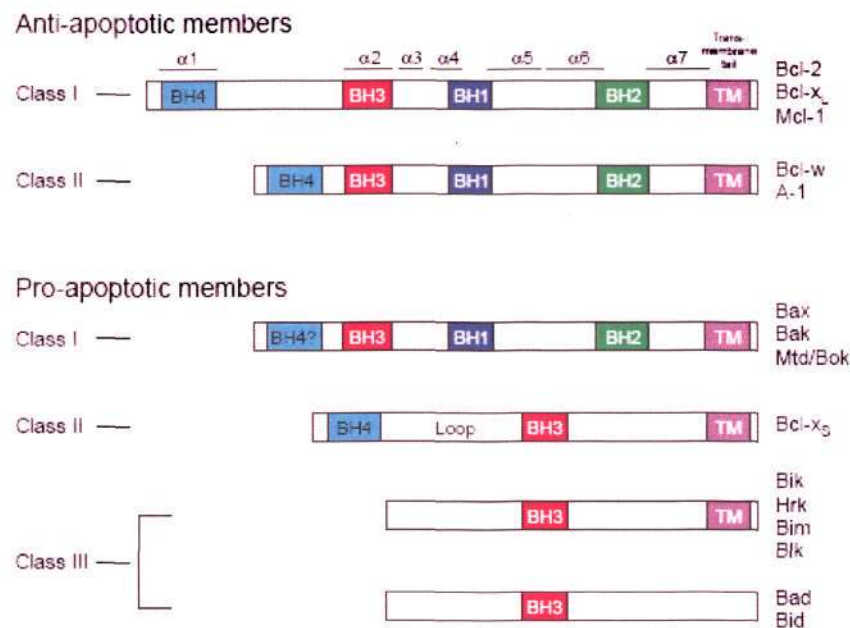 Anti-apoptotic members
α1 α2 α3 α4 α5 α6 α7 Trans-
membrane
tail
Class I BH4 BH3 BH1 BH2 TM Bcl-2
Bcl-xL
Mcl-1
Class II BH4 BH3 BH1 BH2 TM Bcl-w
A-1
Pro-apoptotic members
Class I BH4? BH3 BH1 BH2 TM Bax
Bak
Mtd/Bok
Class II BH4 Loop BH3 TM Bcl-xS
Class III
BH3 TM Bik
Hrk
Bim
Blk
BH3 Bad
Bid